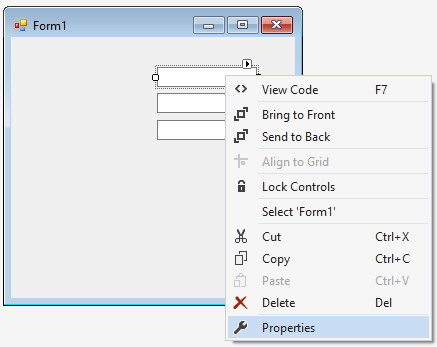 Form1
View Code F7
Bring to Front
Send to Back
Align to Grid
Lock Controls
Select 'Form1'
Cut Ctrl+X
Copy Ctrl+C
Paste Ctrl+V
Delete Del
Properties